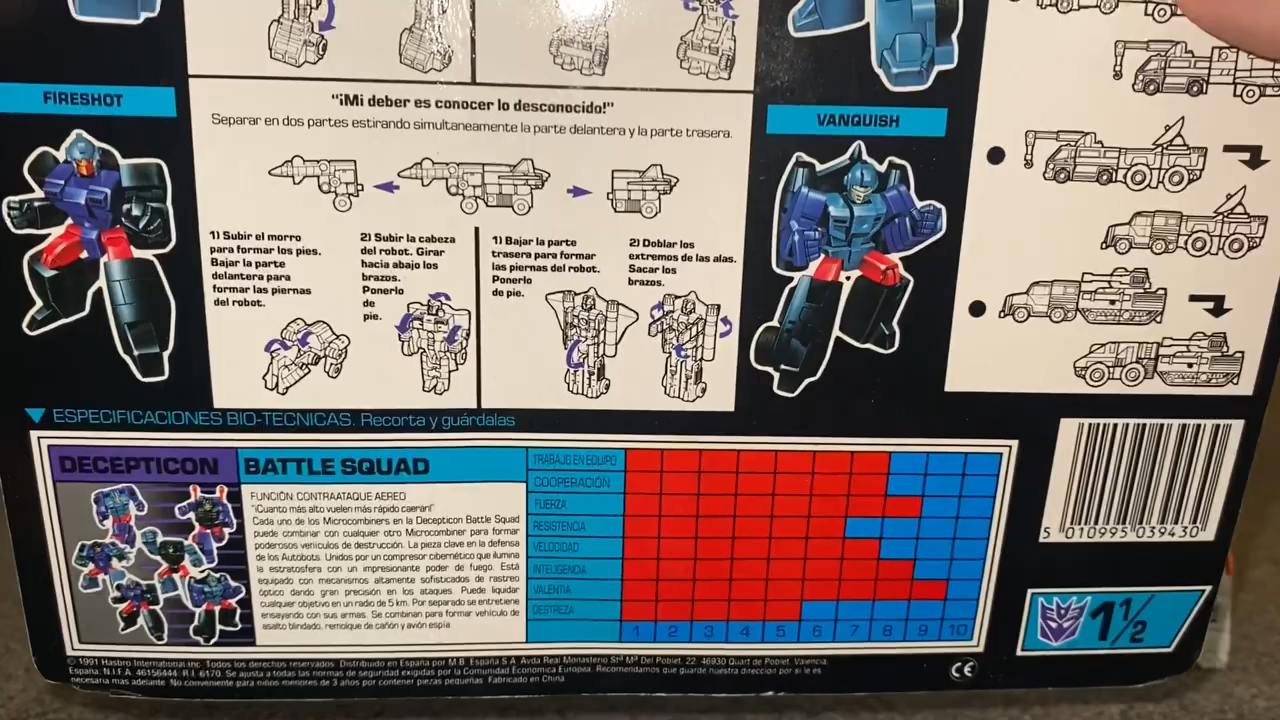 FIRESHOT
"¡Mi deber es conocer lo desconocido!"
Separar en dos partes estirando simultaneamente la parte delantera y la parte trasera.
VANQUISH
1) Subir el morro
para formar los pies.
Bajar la parte
delantera para
formar las piernas
del robot.
2) Subir la cabeza
del robot. Girar
hacia abajo los
brazos.
Ponerlo
de
pie.
1) Bajar la parte
trasera para formar
las piernas del robot.
Ponerlo
de pie.
2) Doblar los
extremos de las alas.
Sacar los
brazos.
ESPECIFICACIONES BIO-TECNICAS. Recorta y guárdalas
DECEPTICON
BATTLE SQUAD
FUNCIÓN: CONTRAATAQUE AEREO
"¡Cuanto más alto vuelen más rápido caerán!"
Cada uno de los Microcombiners en la Decepticon Battle Squad
puede combinar con cualquier otro Microcombiner para formar
poderosos vehículos de destrucción. La pieza clave en la defensa
de los Autobots. Unidos por un compresor cibernético que ilumina
la estratosfera con un impresionante poder de fuego. Está
equipado con mecanismos altamente sofisticados de rastreo
óptico dando gran precisión en los ataques. Puede liquidar
cualquier objetivo en un radio de 5 km. Por separado se entretiene
ensayando con sus armas. Se combinan para formar vehículo de
asalto blindado, remolque de cañón y avión espía.
TRABAJO EN EQUIPO
COOPERACIÓN
FUERZA
RESISTENCIA
VELOCIDAD
INTELIGENCIA
VALENTIA
DESTREZA
1 2 3 4 5 6 7 8 9 10
5 010995 039430
1 1/2
© 1991 Hasbro International Inc. Todos los derechos reservados. Distribuido en España por M.B. España S.A. Avda Real Monasterio Stª Mª Del Poblet, 22. 46930 Quart de Poblet. Valencia.
España. N.I.F.A. 46156444. R.I. 6170. Se ajusta a todas las normas de seguridad exigidas por la Comunidad Económica Europea. Recomendamos que guarde nuestra dirección por si le es
necesaria mas adelante. No conveniente para niños menores de 3 años por contener piezas pequeñas. Fabricado en China.
CE